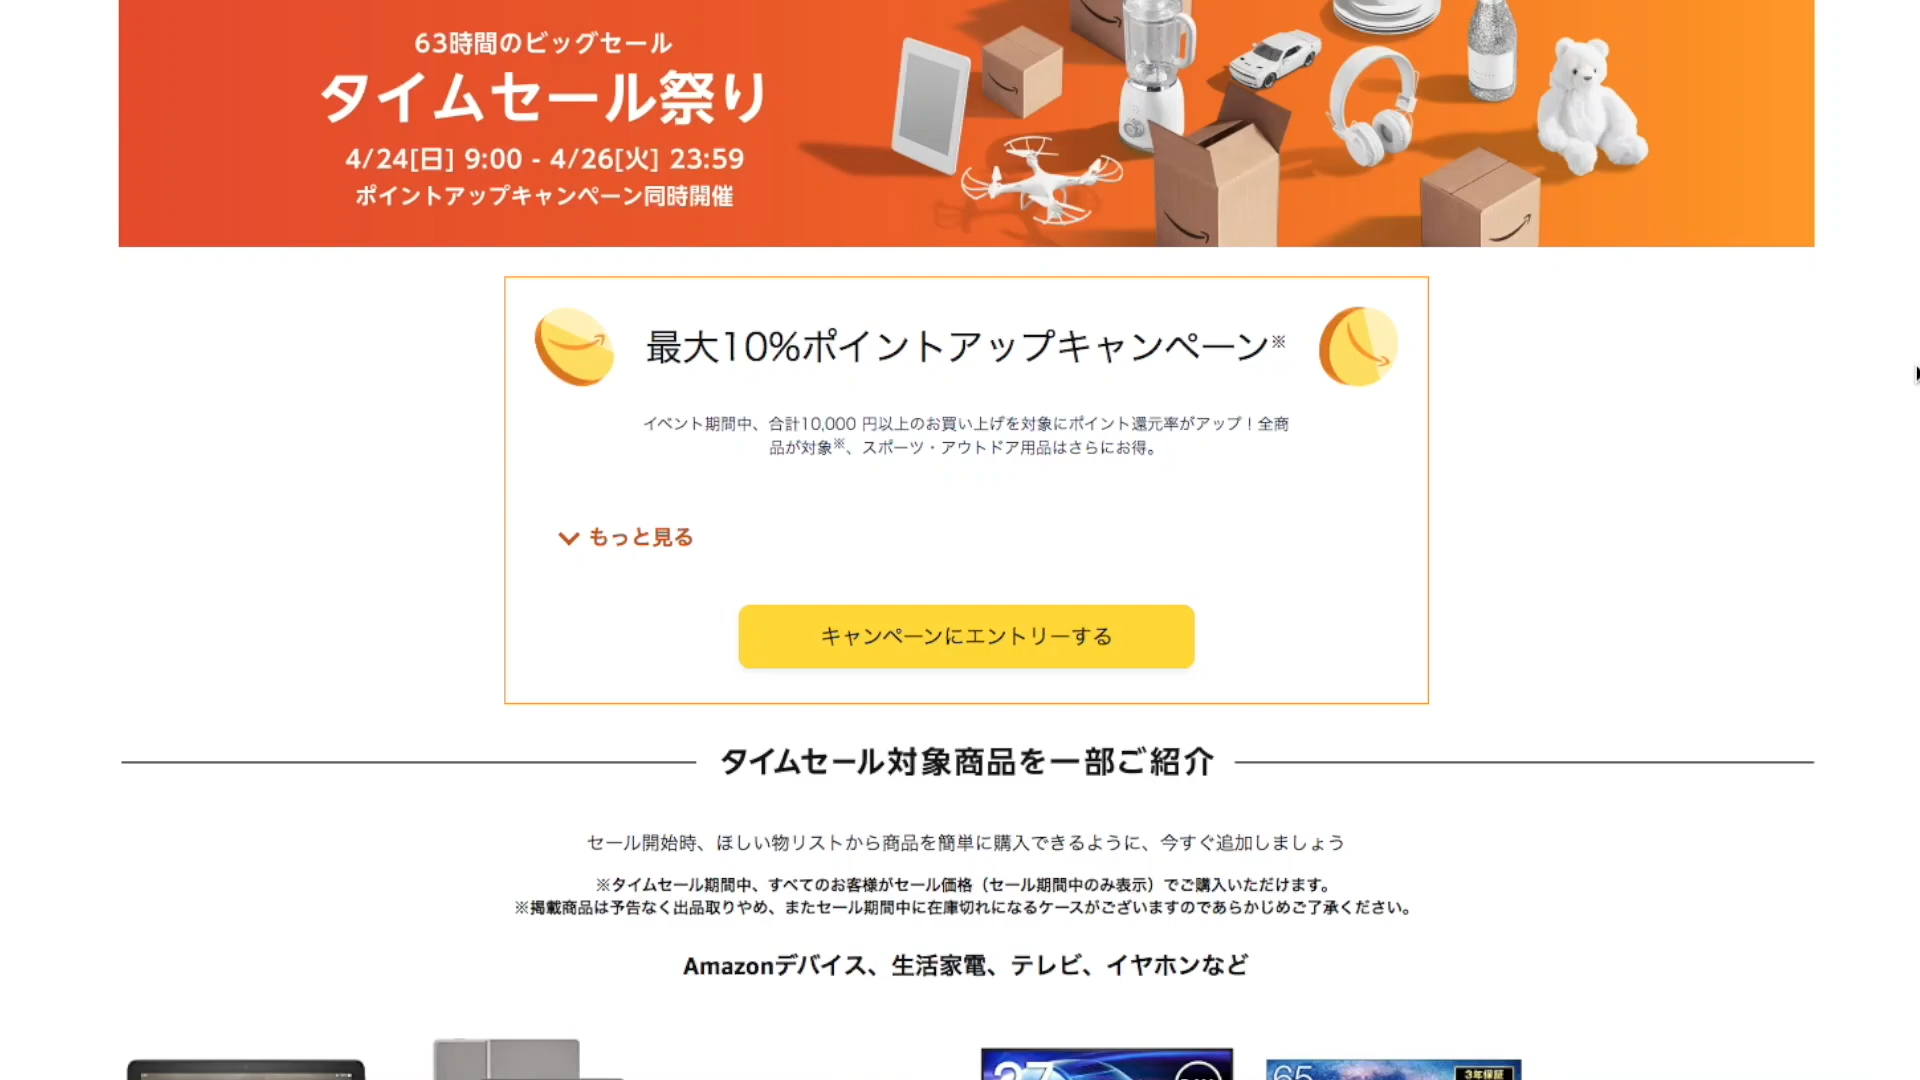 63時間のビッグセール
タイムセール祭り
4/24[日] 9:00 - 4/26[火] 23:59
ポイントアップキャンペーン同時開催
最大10%ポイントアップキャンペーン※
イベント期間中、合計10,000 円以上のお買い上げを対象にポイント還元率がアップ！全商
品が対象※、スポーツ・アウトドア用品はさらにお得。
もっと見る
キャンペーンにエントリーする
タイムセール対象商品を一部ご紹介
セール開始時、ほしい物リストから商品を簡単に購入できるように、今すぐ追加しましょう
※タイムセール期間中、すべてのお客様がセール価格（セール期間中のみ表示）でご購入いただけます。
※掲載商品は予告なく出品取りやめ、またセール期間中に在庫切れになるケースがございますのであらかじめご了承ください。
Amazonデバイス、生活家電、テレビ、イヤホンなど
65
3年保証